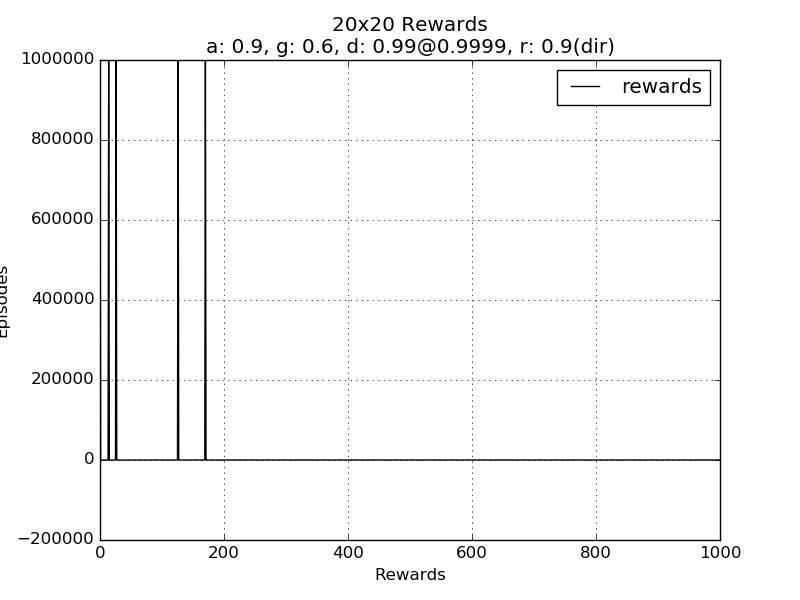 20x20 Rewards
a: 0.9, g: 0.6, d: 0.99@0.9999, r: 0.9(dir)
1000000
rewards
800000
600000
400000
Episodes
200000
0
−200000
0 200 400 600 800 1000
Rewards